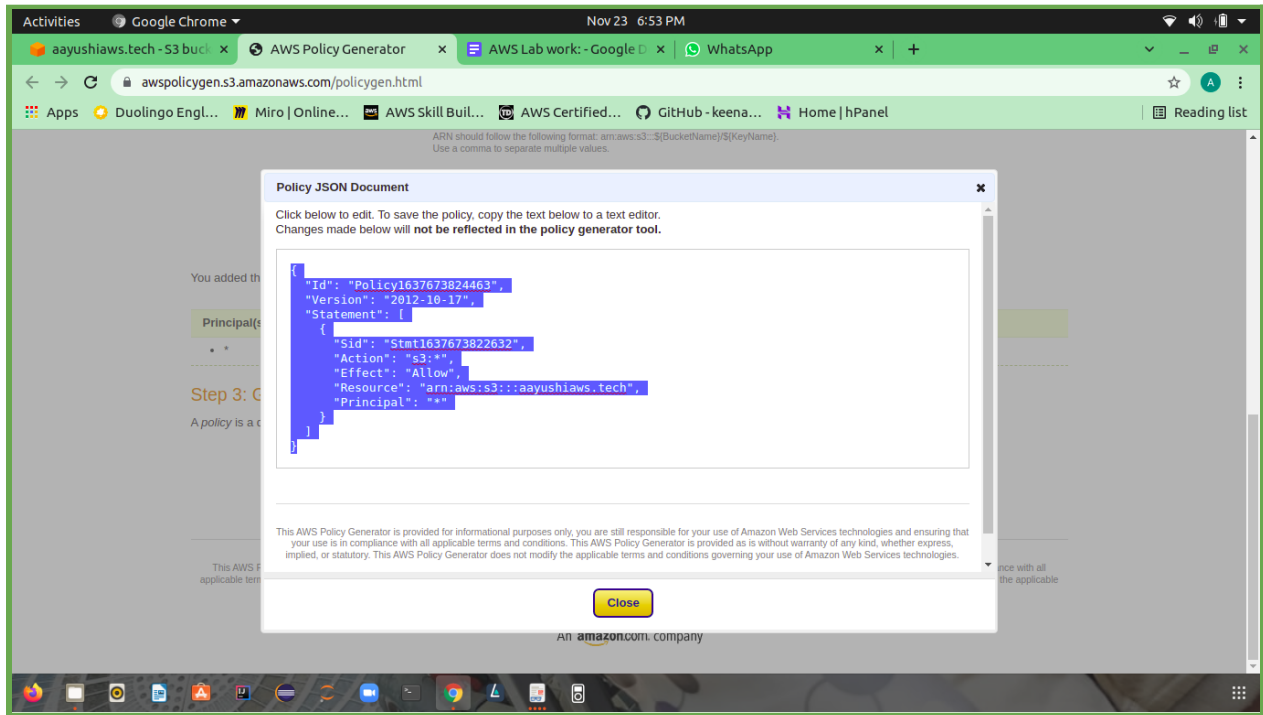 Activities Google Chrome Nov 23 6:53 PM
aayushiaws.tech - S3 buck AWS Policy Generator AWS Lab work: - Google D WhatsApp
awspolicygen.s3.amazonaws.com/policygen.html A
Apps Duolingo Engl... Miro | Online... AWS Skill Buil... AWS Certified... GitHub - keena... Home | hPanel Reading list
ARN should follow the following format: arn:aws:s3:::${BucketName}/${KeyName}.
Use a comma to separate multiple values.
Policy JSON Document
Click below to edit. To save the policy, copy the text below to a text editor.
Changes made below will not be reflected in the policy generator tool.
You added th
{
"Id": "Policy1637673824463",
"Version": "2012-10-17",
"Statement": [
{
"Sid": "Stmt1637673822632",
"Action": "s3:*",
"Effect": "Allow",
"Resource": "arn:aws:s3:::aayushiaws.tech",
"Principal": "*"
}
]
}
Principal(s
*
Step 3: G
A policy is a
This AWS Policy Generator is provided for informational purposes only, you are still responsible for your use of Amazon Web Services technologies and ensuring that
your use is in compliance with all applicable terms and conditions. This AWS Policy Generator is provided as is without warranty of any kind, whether express,
implied, or statutory. This AWS Policy Generator does not modify the applicable terms and conditions governing your use of Amazon Web Services technologies.
This AWS P nce with all
applicable tern the applicable
Close
An amazon.com. company